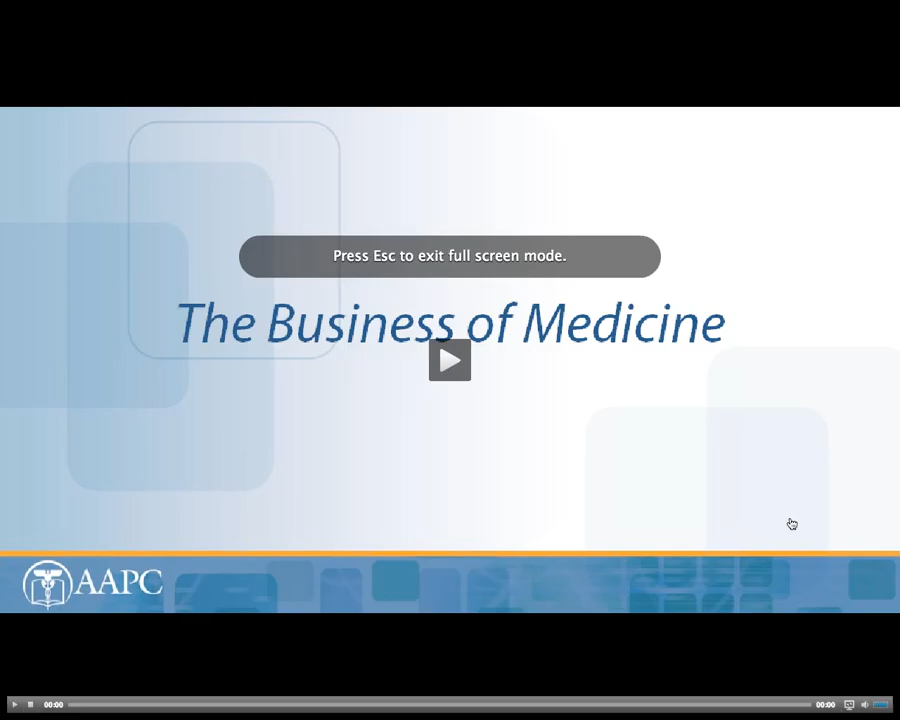 Press Esc to exit full screen mode.
The Business of Medicine
AAPC
00:00
00:00